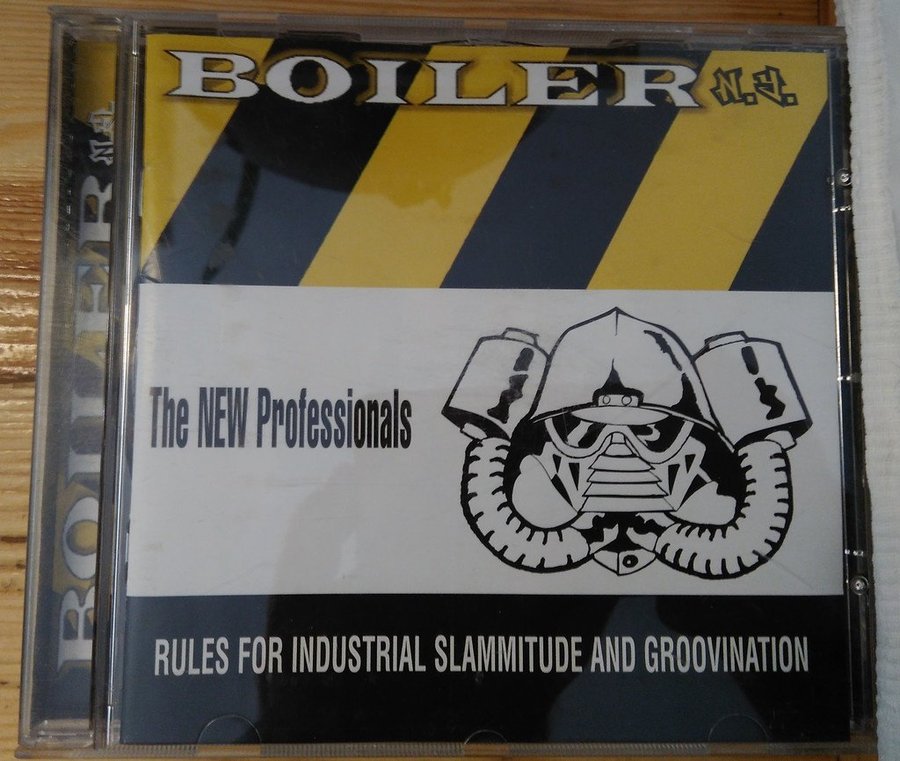 BOILER N.Y.
The NEW Professionals
RULES FOR INDUSTRIAL SLAMMITUDE AND GROOVINATION
BOILER N.Y.